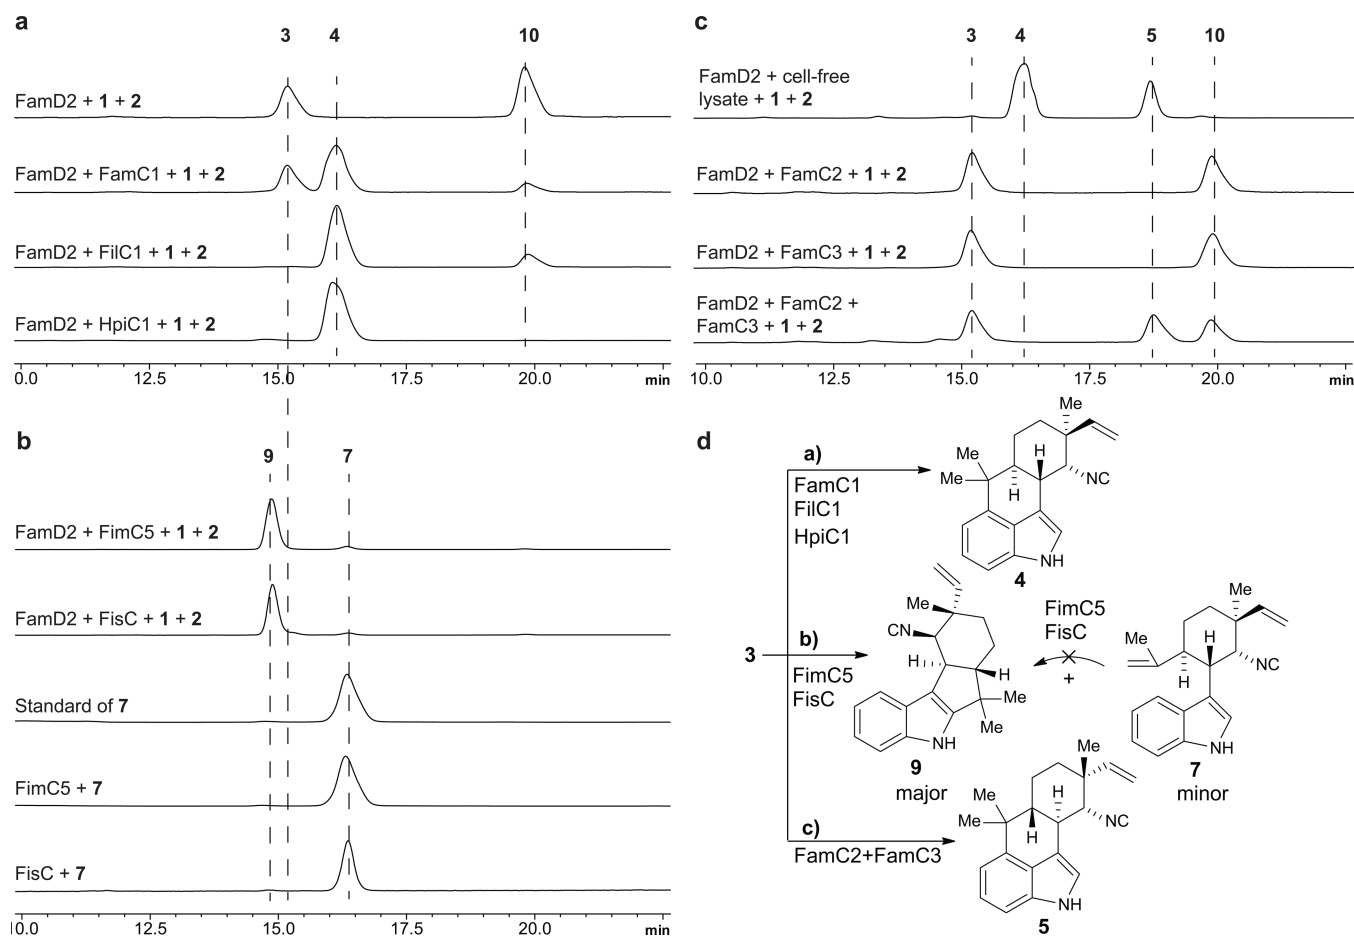 a
3 4 10
FamD2 + 1 + 2
FamD2 + FamC1 + 1 + 2
FamD2 + FilC1 + 1 + 2
FamD2 + HpiC1 + 1 + 2
0.0 12.5 15.0 17.5 20.0 min
b
9 7
FamD2 + FimC5 + 1 + 2
FamD2 + FisC + 1 + 2
Standard of 7
FimC5 + 7
FisC + 7
0.0 12.5 15.0 17.5 20.0 min
c
3 4 5 10
FamD2 + cell-free
lysate + 1 + 2
FamD2 + FamC2 + 1 + 2
FamD2 + FamC3 + 1 + 2
FamD2 + FamC2 +
FamC3 + 1 + 2
10.0 12.5 15.0 17.5 20.0 min
d
3
a)
FamC1
FilC1
HpiC1
Me
Me
Me
H
H
NC
NH
4
b)
FimC5
FisC
Me
CN
H
H
Me
Me
NH
9
major
FimC5
FisC
+
Me
Me
H
H
NC
NH
7
minor
c)
FamC2+FamC3
Me
Me
Me
H
H
NC
NH
5